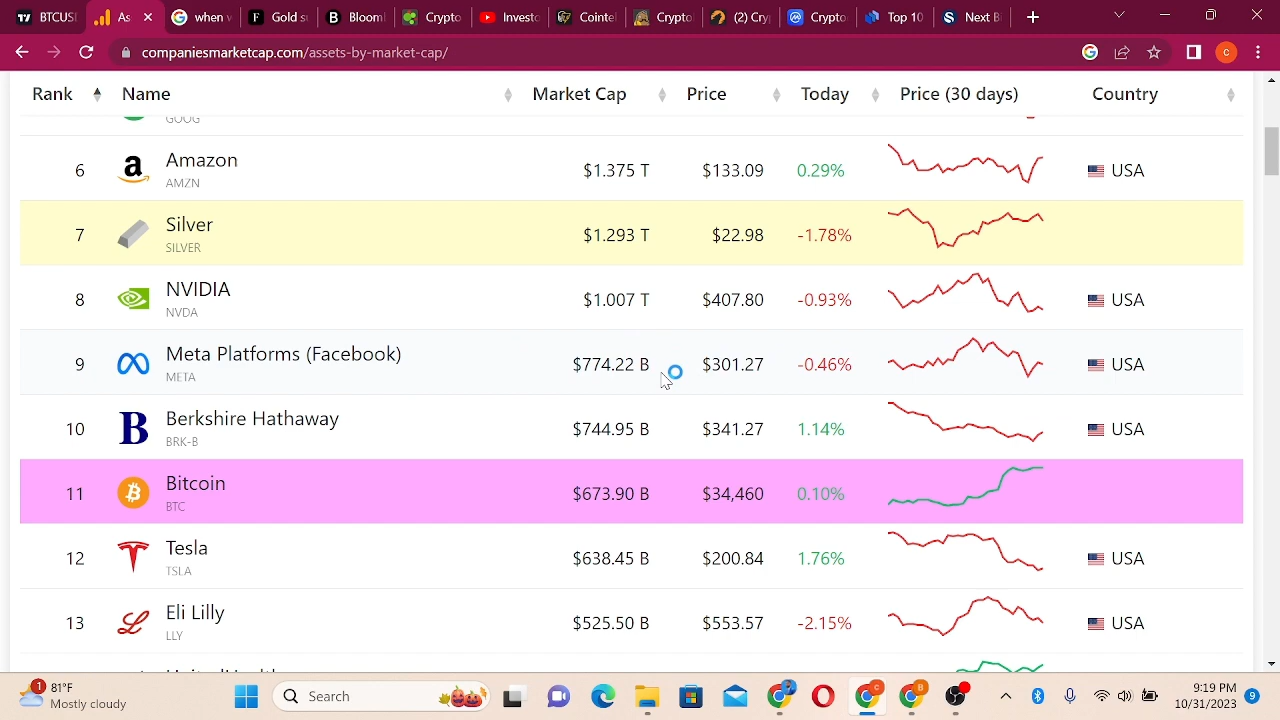 BTCUS
As
when v
Gold s
Bloom
Crypto
Investo
Cointel
Crypto
(2) Cry
Crypto
Top 10
Next B
companiesmarketcap.com/assets-by-market-cap/
Rank Name Market Cap Price Today Price (30 days) Country
GOOG
6 Amazon $1.375 T $133.09 0.29% USA
AMZN
7 Silver $1.293 T $22.98 -1.78%
SILVER
8 NVIDIA $1.007 T $407.80 -0.93% USA
NVDA
9 Meta Platforms (Facebook) $774.22 B $301.27 -0.46% USA
META
10 Berkshire Hathaway $744.95 B $341.27 1.14% USA
BRK-B
11 Bitcoin $673.90 B $34,460 0.10%
BTC
12 Tesla $638.45 B $200.84 1.76% USA
TSLA
13 Eli Lilly $525.50 B $553.57 -2.15% USA
LLY
1 81°F
Mostly cloudy
Search
9:19 PM
10/31/2023
9